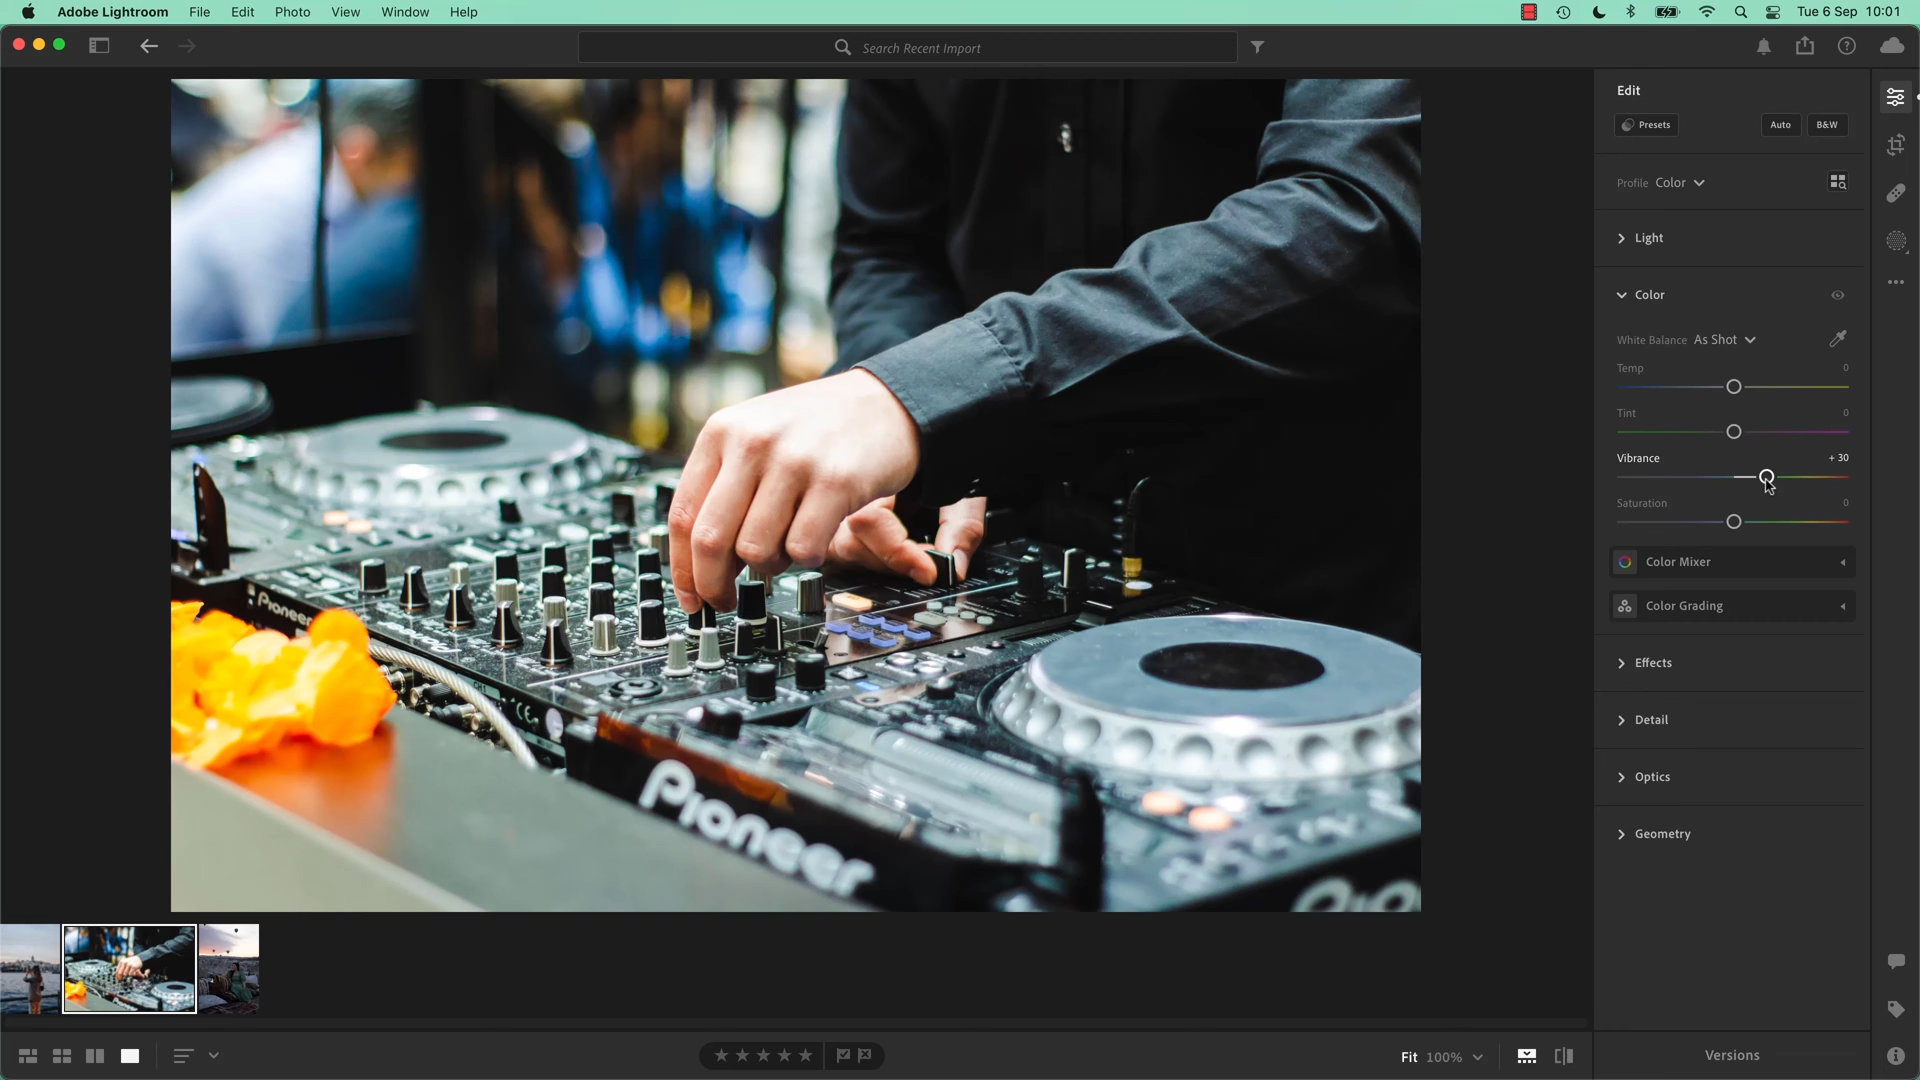 Adobe Lightroom File Edit Photo View Window Help Tue 6 Sep 10:01
Search Recent Import
Edit
Presets Auto B&W
Profile Color
Light
Color
White Balance As Shot
Temp 0
Tint 0
Vibrance + 30
Saturation 0
Color Mixer
Color Grading
Effects
Detail
Optics
Geometry
Pioneer
CH1
CE
Pioneer
Fit 100%
Versions